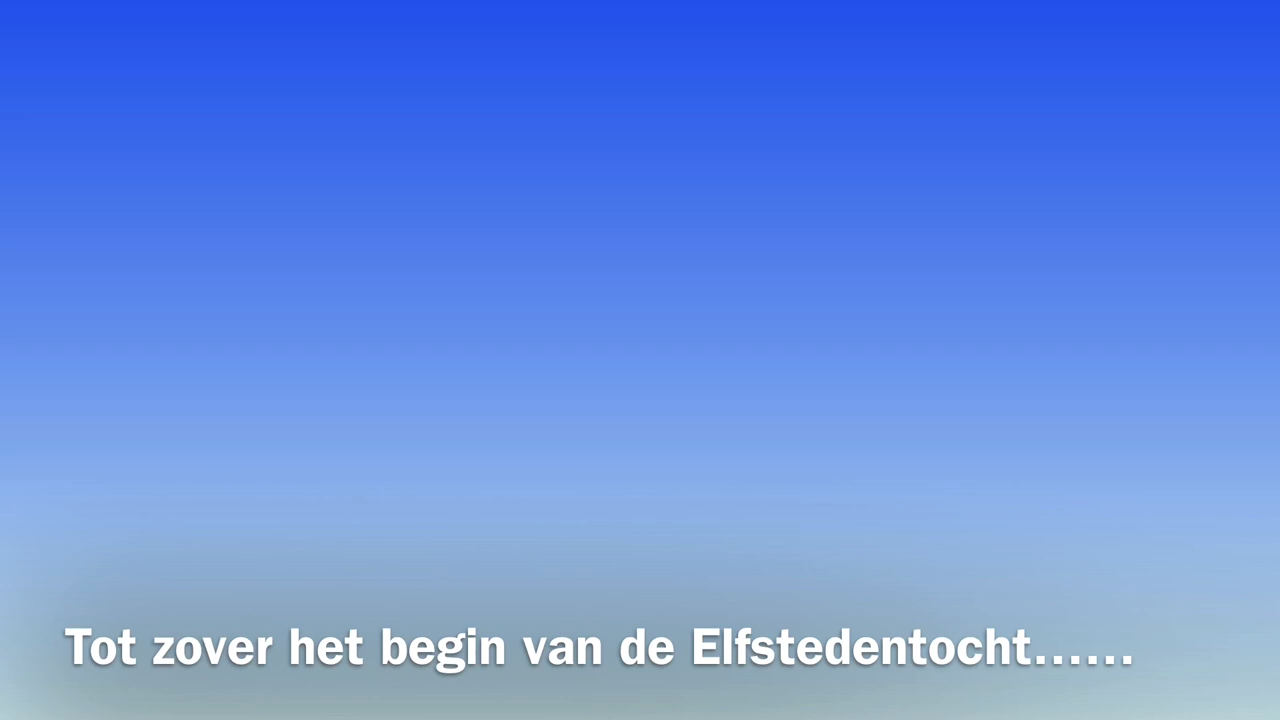 Tot zover het begin van de Elfstedentocht......